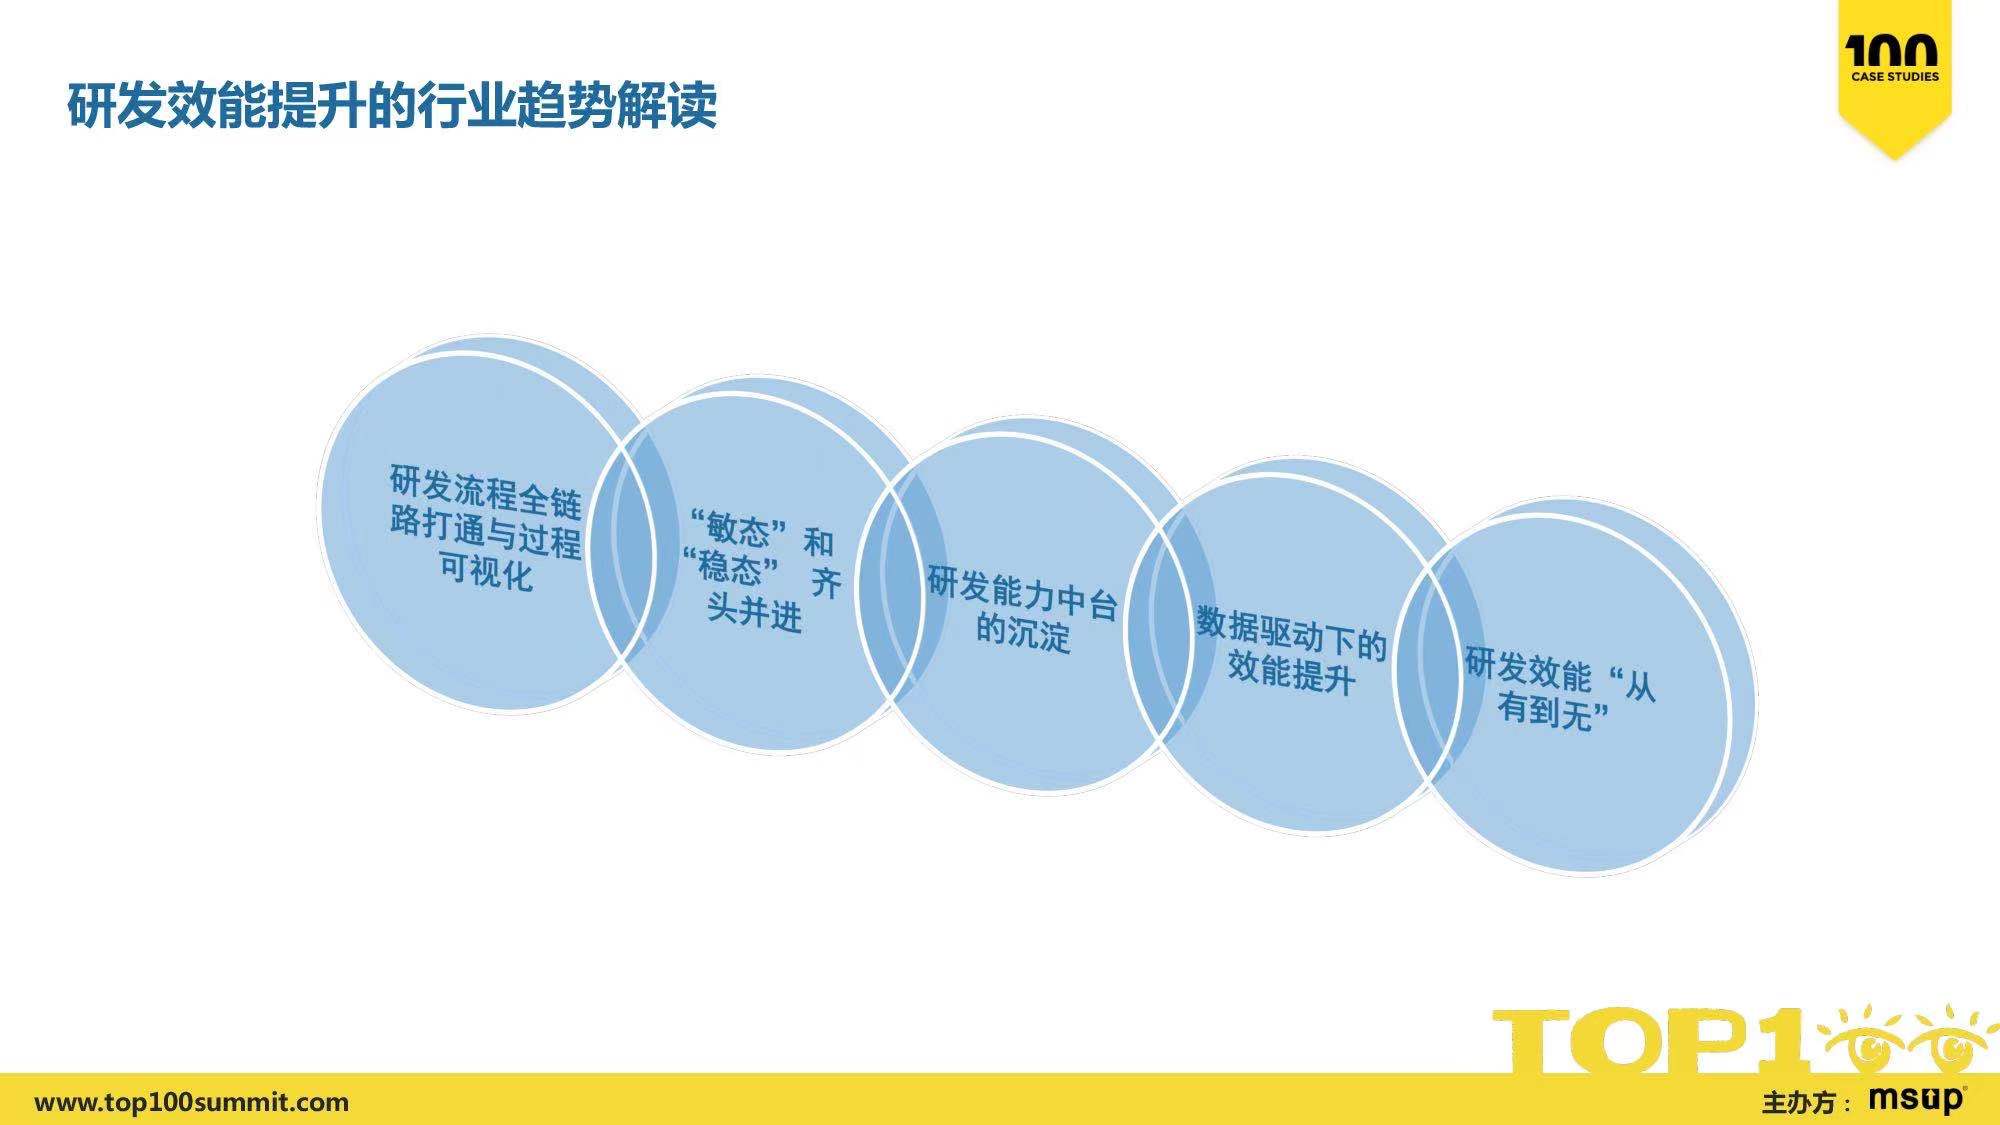 研发效能提升的行业趋势解读
100
CASE STUDIES
研发流程全链
路打通与过程
可视化
“敏态”和
“稳态” 齐
头并进
研发能力中台
的沉淀
数据驱动下的
效能提升
研发效能“从
有到无”
TOP100
www.top100summit.com
主办方：msup